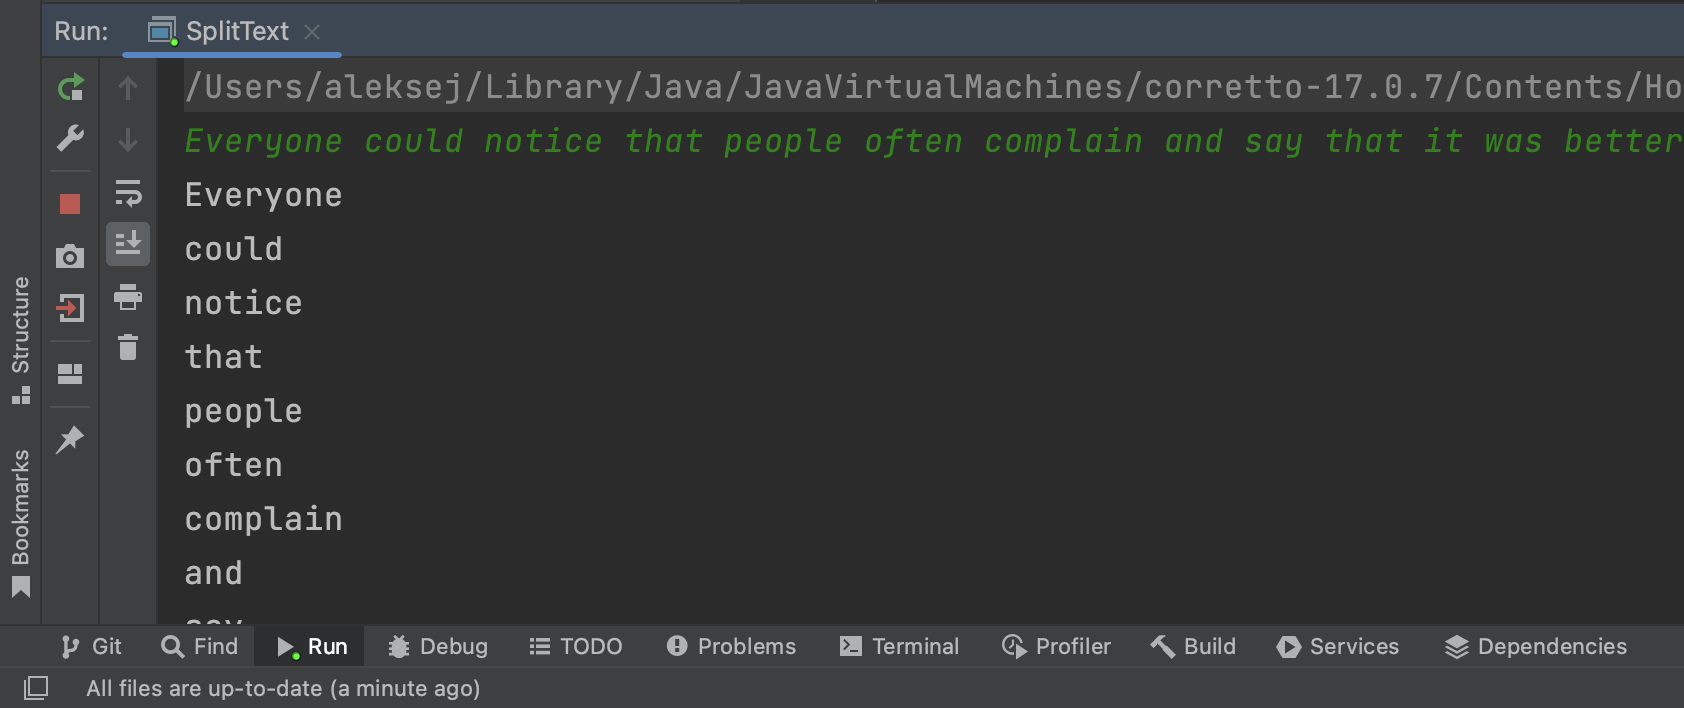 Run: SplitText
/Users/aleksej/Library/Java/JavaVirtualMachines/corretto-17.0.7/Contents/Ho
Everyone could notice that people often complain and say that it was better
Everyone
could
notice
that
people
often
complain
and
Structure
Bookmarks
Git Find Run Debug TODO Problems Terminal Profiler Build Services Dependencies
All files are up-to-date (a minute ago)